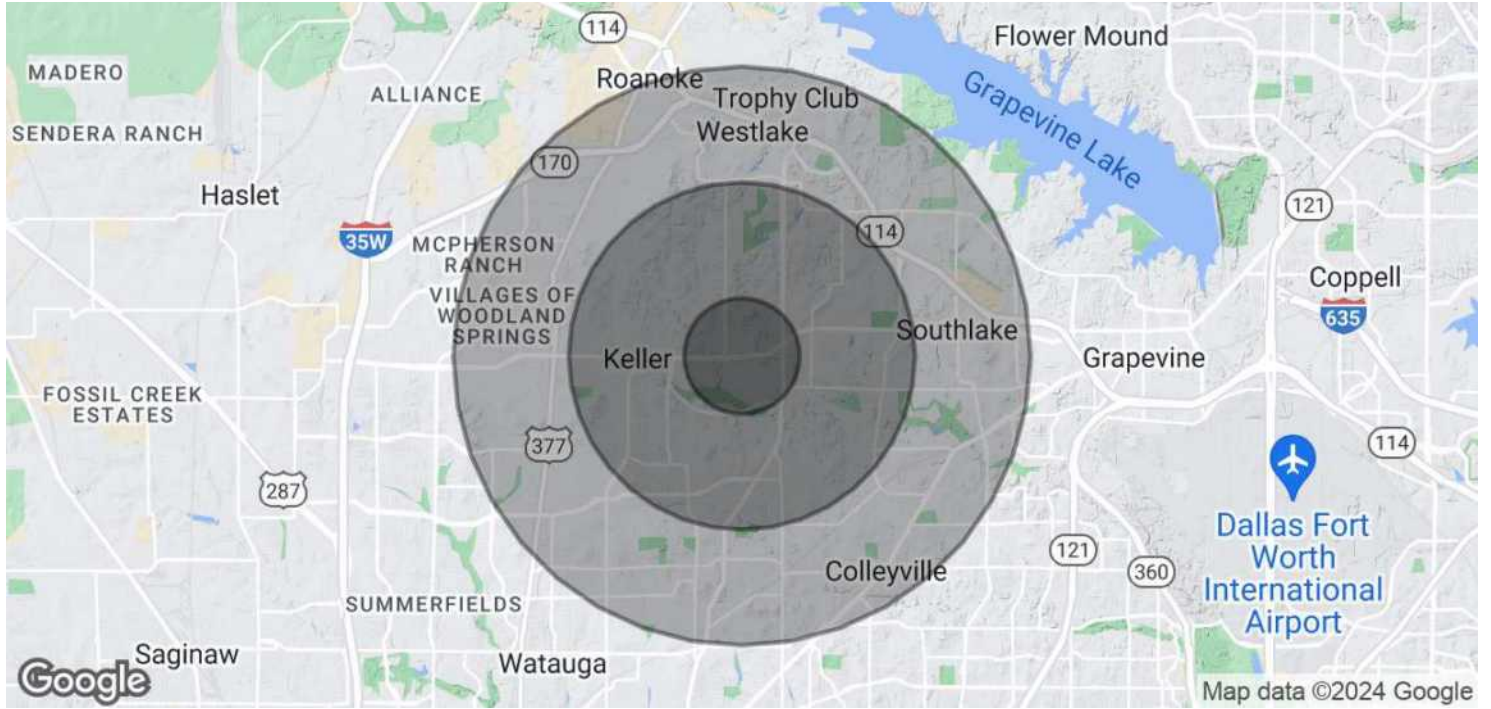 114
Flower Mound
MADERO
Roanoke
ALLIANCE
Trophy Club
Grapevine Lake
SENDERA RANCH
Westlake
170
Haslet
121
114
35W
MCPHERSON
RANCH
Coppell
VILLAGES OF
WOODLAND
SPRINGS
635
Southlake
Keller
Grapevine
FOSSIL CREEK
ESTATES
377
114
287
Dallas Fort
Worth
International
Airport
121
360
Colleyville
SUMMERFIELDS
Saginaw
Watauga
Google
Map data ©2024 Google